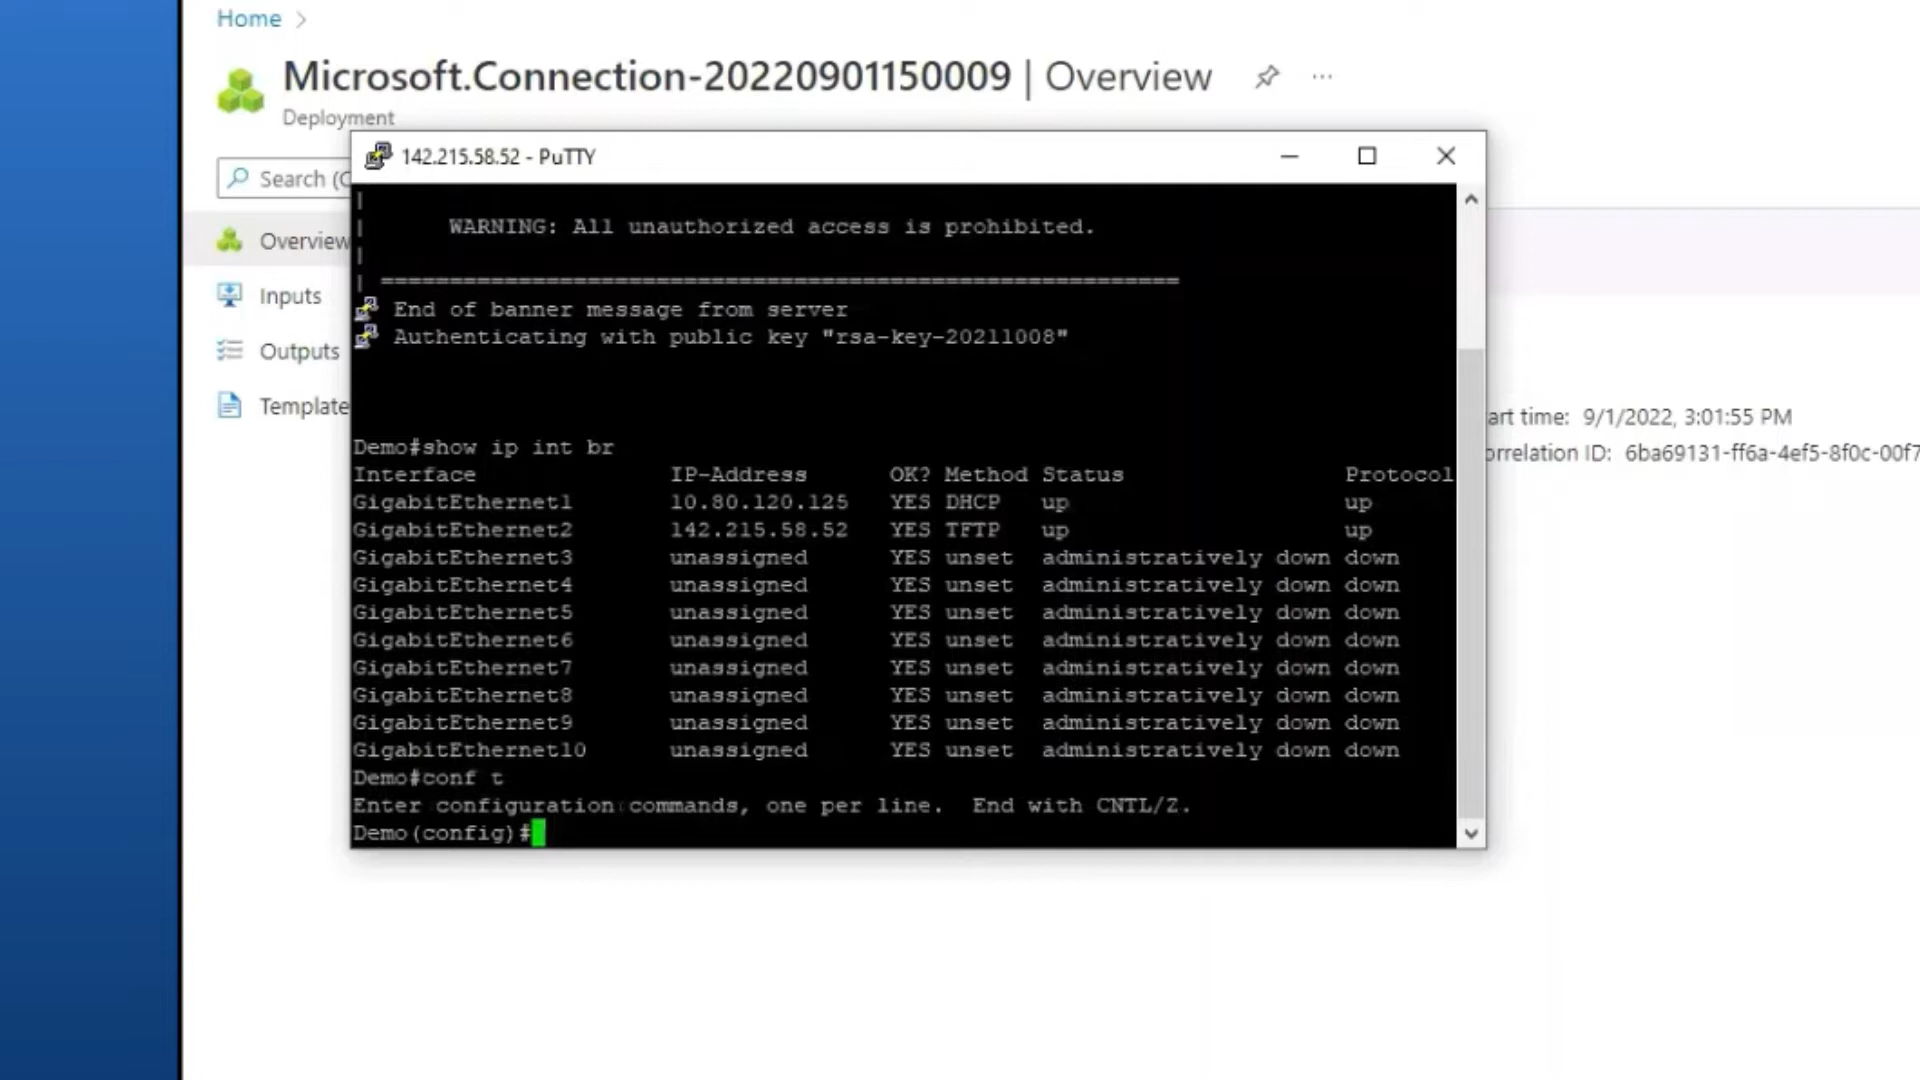 Home >
Microsoft.Connection-20220901150009 | Overview ...
Deployment
142.215.58.52 - PuTTY
Search (C
Overview
Inputs
Outputs
Template
|
| WARNING: All unauthorized access is prohibited.
|
| ==========================================================
End of banner message from server
Authenticating with public key "rsa-key-20211008"
Demo#show ip int br
Interface IP-Address OK? Method Status Protocol
GigabitEthernet1 10.80.120.125 YES DHCP up up
GigabitEthernet2 142.215.58.52 YES TFTP up up
GigabitEthernet3 unassigned YES unset administratively down down
GigabitEthernet4 unassigned YES unset administratively down down
GigabitEthernet5 unassigned YES unset administratively down down
GigabitEthernet6 unassigned YES unset administratively down down
GigabitEthernet7 unassigned YES unset administratively down down
GigabitEthernet8 unassigned YES unset administratively down down
GigabitEthernet9 unassigned YES unset administratively down down
GigabitEthernet10 unassigned YES unset administratively down down
Demo#conf t
Enter configuration commands, one per line. End with CNTL/Z.
Demo(config)#
art time: 9/1/2022, 3:01:55 PM
orrelation ID: 6ba69131-ff6a-4ef5-8f0c-00f7